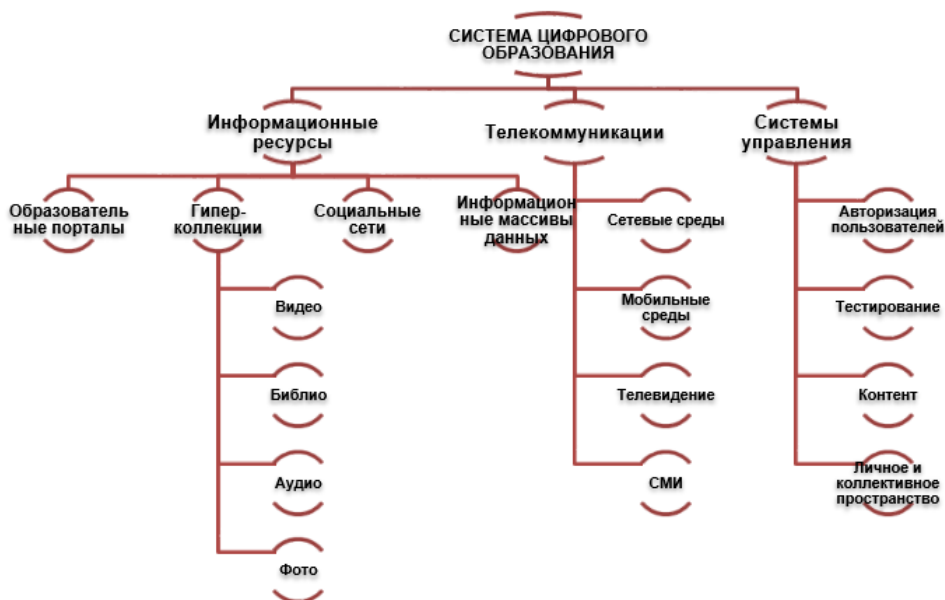 СИСТЕМА ЦИФРОВОГО
ОБРАЗОВАНИЯ
Информационные
ресурсы
Телекоммуникации
Системы
управления
Образователь
ные порталы
Гипер-
коллекции
Социальные
сети
Информацион
ные массивы
данных
Видео
Библио
Аудио
Фото
Сетевые среды
Мобильные
среды
Телевидение
СМИ
Авторизация
пользователей
Тестирование
Контент
Личное и
коллективное
пространство